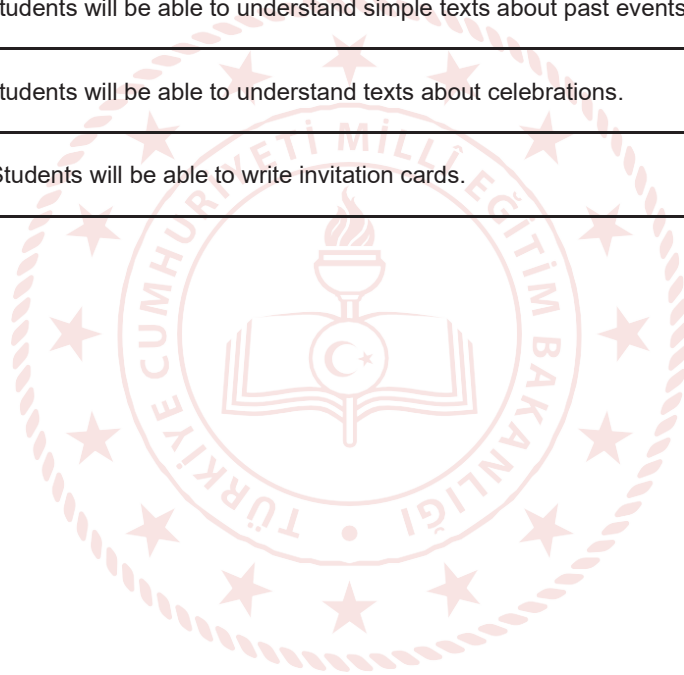 tudents will be able to understand simple texts about past events
tudents will be able to understand texts about celebrations.
Students will be able to write invitation cards.
TÜRKİYE CUMHURİYETİ MİLLÎ EĞİTİM BAKANLIĞI